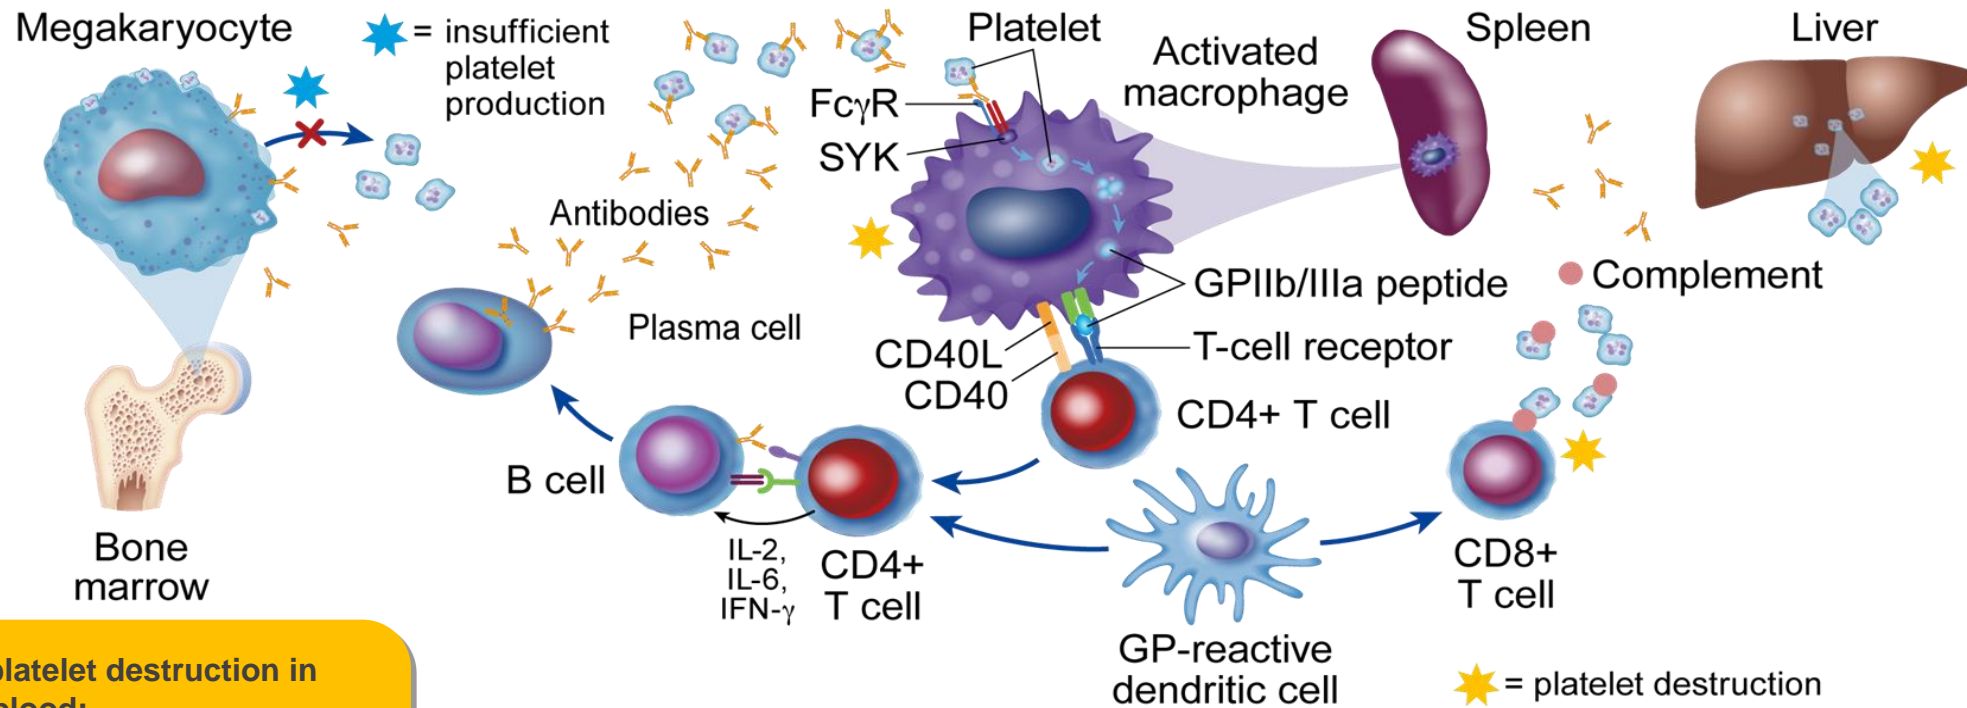 Megakaryocyte
= insufficient
platelet
production
Platelet
Activated
macrophage
Spleen
Liver
FcγR
SYK
Antibodies
Plasma cell
GPIIb/IIIa peptide
Complement
T-cell receptor
CD40L
CD40
CD4+ T cell
B cell
IL-2,
IL-6,
IFN-γ
CD4+
T cell
CD8+
T cell
Bone
marrow
GP-reactive
dendritic cell
= platelet destruction
platelet destruction in
blood: